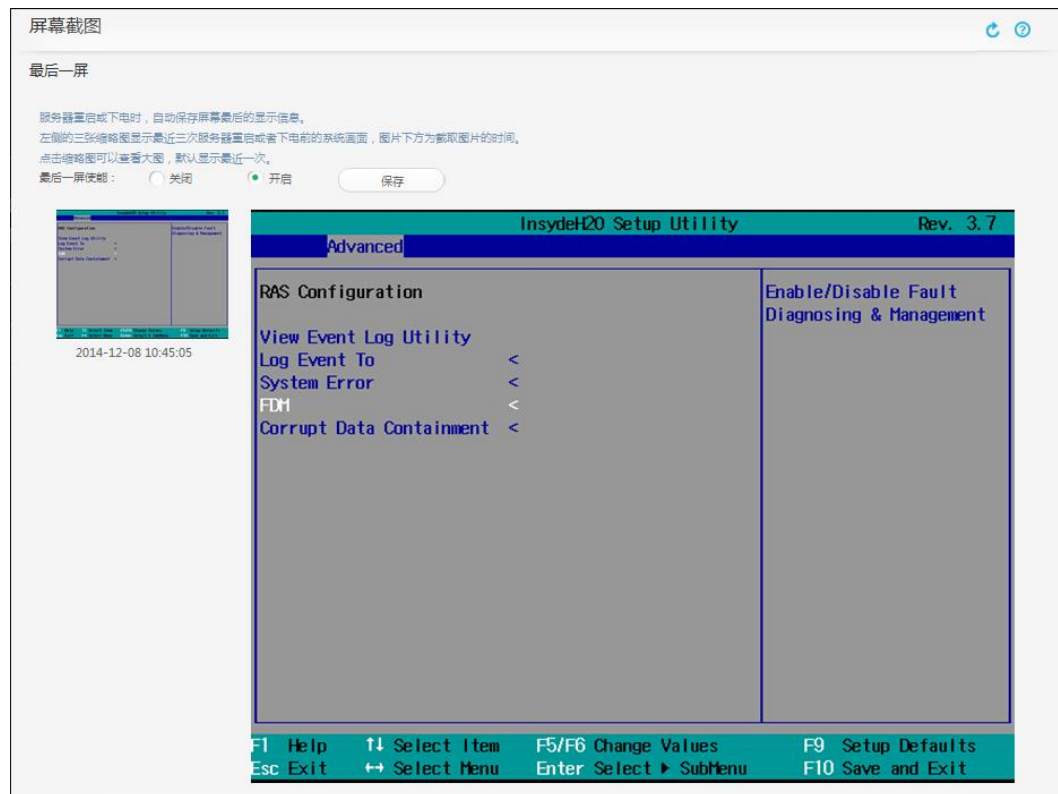 屏幕截图
最后一屏
服务器重启或下电时，自动保存屏幕最后的显示信息。
左侧的三张缩略图显示最近三次服务器重启或者下电前的系统画面，图片下方为截取图片的时间。
点击缩略图可以查看大图，默认显示最近一次。
最后一屏使能： 关闭 开启 保存
2014-12-08 10:45:05
InsydeH2O Setup Utility Rev. 3.7
Advanced
RAS Configuration
View Event Log Utility
Log Event To <
System Error <
FDM <
Corrupt Data Containment <
Enable/Disable Fault
Diagnosing & Management
F1 Help ↑↓ Select Item F5/F6 Change Values F9 Setup Defaults
Esc Exit ↔ Select Menu Enter Select ▶ SubMenu F10 Save and Exit